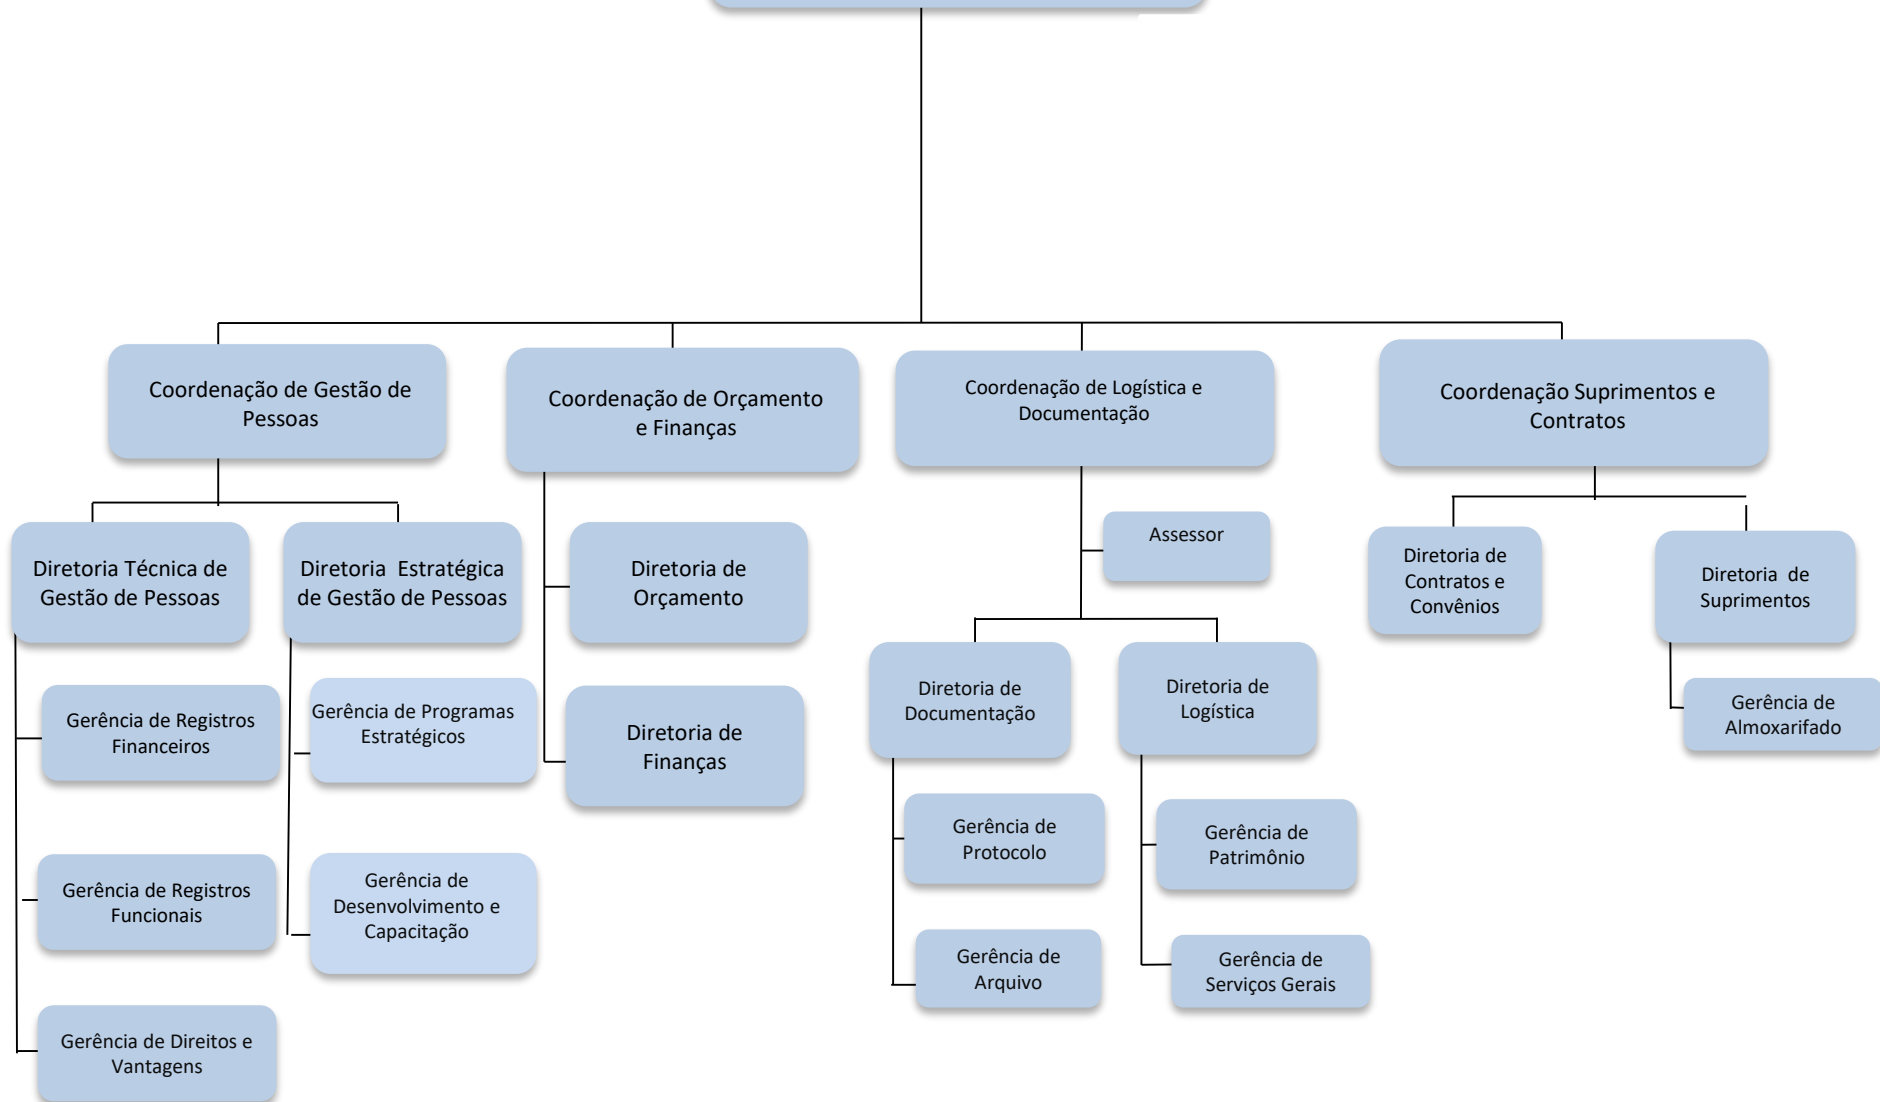 Coordenação de Gestão de
Pessoas
Coordenação de Orçamento
e Finanças
Coordenação de Logística e
Documentação
Coordenação Suprimentos e
Contratos
Diretoria Técnica de
Gestão de Pessoas
Diretoria Estratégica
de Gestão de Pessoas
Diretoria de
Orçamento
Assessor
Diretoria de
Contratos e
Convênios
Diretoria de
Suprimentos
Gerência de Registros
Financeiros
Gerência de Programas
Estratégicos
Diretoria de
Finanças
Diretoria de
Documentação
Diretoria de
Logística
Gerência de
Almoxarifado
Gerência de Registros
Funcionais
Gerência de
Desenvolvimento e
Capacitação
Gerência de
Protocolo
Gerência de
Patrimônio
Gerência de
Arquivo
Gerência de
Serviços Gerais
Gerência de Direitos e
Vantagens